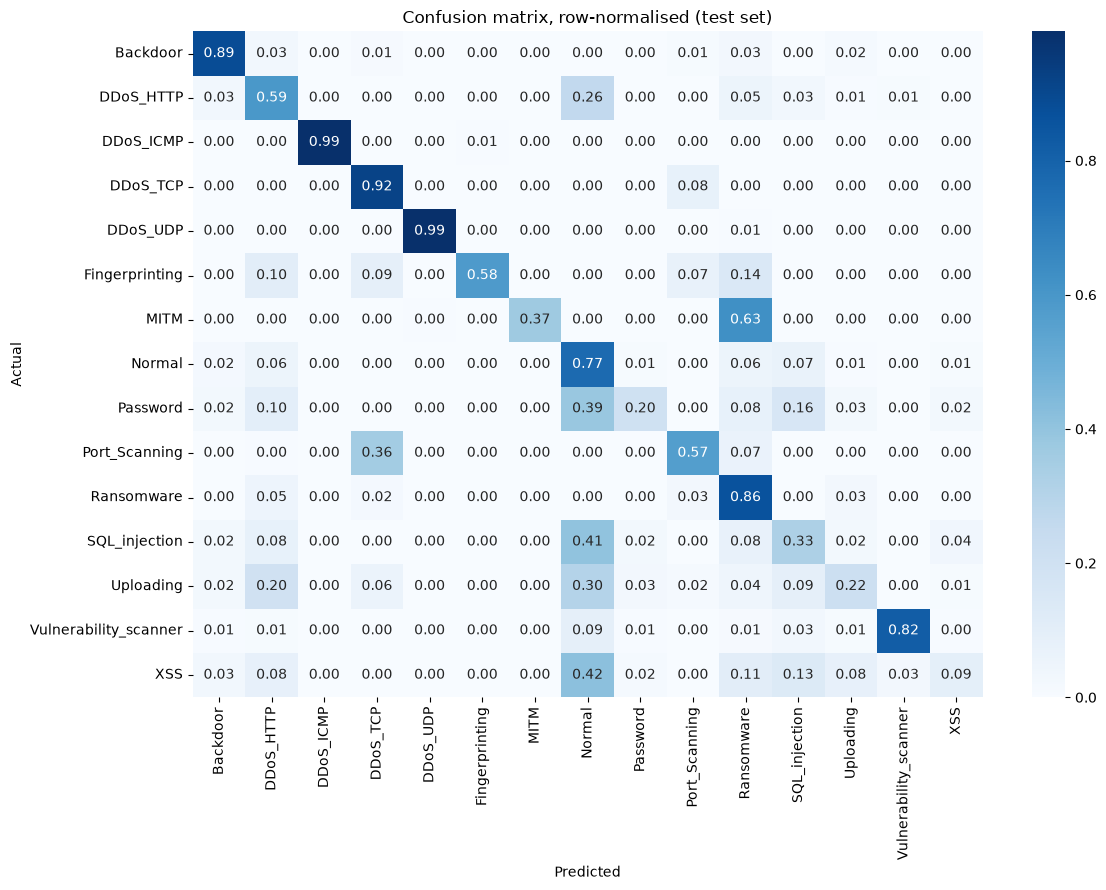 Confusion matrix, row-normalised (test set)
Backdoor 0.89 0.03 0.00 0.01 0.00 0.00 0.00 0.00 0.00 0.01 0.03 0.00 0.02 0.00 0.00
DDoS_HTTP 0.03 0.59 0.00 0.00 0.00 0.00 0.00 0.26 0.00 0.00 0.05 0.03 0.01 0.01 0.00
DDoS_ICMP 0.00 0.00 0.99 0.00 0.00 0.01 0.00 0.00 0.00 0.00 0.00 0.00 0.00 0.00 0.00
DDoS_TCP 0.00 0.00 0.00 0.92 0.00 0.00 0.00 0.00 0.00 0.08 0.00 0.00 0.00 0.00 0.00
DDoS_UDP 0.00 0.00 0.00 0.00 0.99 0.00 0.00 0.00 0.00 0.00 0.01 0.00 0.00 0.00 0.00
Fingerprinting 0.00 0.10 0.00 0.09 0.00 0.58 0.00 0.00 0.00 0.07 0.14 0.00 0.00 0.00 0.00
MITM 0.00 0.00 0.00 0.00 0.00 0.00 0.37 0.00 0.00 0.00 0.63 0.00 0.00 0.00 0.00
Normal 0.02 0.06 0.00 0.00 0.00 0.00 0.00 0.77 0.01 0.00 0.06 0.07 0.01 0.00 0.01
Password 0.02 0.10 0.00 0.00 0.00 0.00 0.00 0.39 0.20 0.00 0.08 0.16 0.03 0.00 0.02
Port_Scanning 0.00 0.00 0.00 0.36 0.00 0.00 0.00 0.00 0.00 0.57 0.07 0.00 0.00 0.00 0.00
Ransomware 0.00 0.05 0.00 0.02 0.00 0.00 0.00 0.00 0.00 0.03 0.86 0.00 0.03 0.00 0.00
SQL_injection 0.02 0.08 0.00 0.00 0.00 0.00 0.00 0.41 0.02 0.00 0.08 0.33 0.02 0.00 0.04
Uploading 0.02 0.20 0.00 0.06 0.00 0.00 0.00 0.30 0.03 0.02 0.04 0.09 0.22 0.00 0.01
Vulnerability_scanner 0.01 0.01 0.00 0.00 0.00 0.00 0.00 0.09 0.01 0.00 0.01 0.03 0.01 0.82 0.00
XSS 0.03 0.08 0.00 0.00 0.00 0.00 0.00 0.42 0.02 0.00 0.11 0.13 0.08 0.03 0.09
Actual
Backdoor
DDoS_HTTP
DDoS_ICMP
DDoS_TCP
DDoS_UDP
Fingerprinting
MITM
Normal
Password
Port_Scanning
Ransomware
SQL_injection
Uploading
Vulnerability_scanner
XSS
Predicted
0.8
0.6
0.4
0.2
0.0